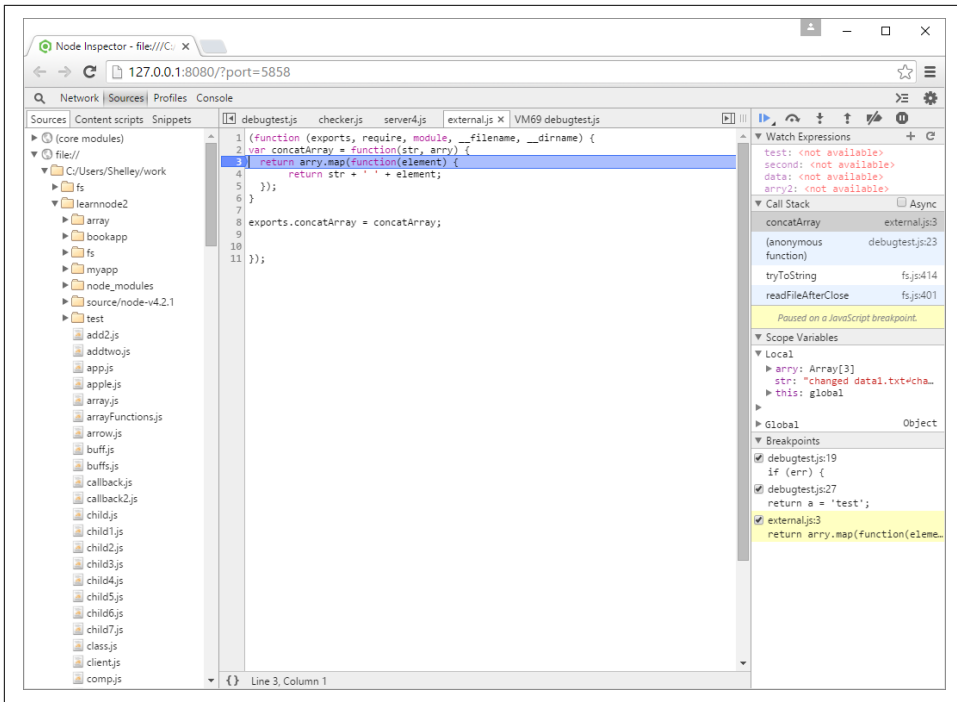 Node Inspector - file:///C:/
127.0.0.1:8080/?port=5858
Network Sources Profiles Console
Sources Content scripts Snippets
(core modules)
file://
C:/Users/Shelley/work
fs
learnnode2
array
bookapp
fs
myapp
node_modules
source/node-v4.2.1
test
add2.js
addtwo.js
app.js
apple.js
array.js
arrayFunctions.js
arrow.js
buff.js
buffs.js
callback.js
callback2.js
child.js
child1.js
child2.js
child3.js
child4.js
child5.js
child6.js
child7.js
class.js
client.js
comp.js
debugtest.js checker.js server4.js external.js × VM69 debugtest.js
1 (function (exports, require, module, __filename, __dirname) {
2 var concatArray = function(str, arry) {
3 return arry.map(function(element) {
4 return str + ' ' + element;
5 });
6 }
7
8 exports.concatArray = concatArray;
9
10
11 });
{} Line 3, Column 1
Watch Expressions
test: <not available>
second: <not available>
data: <not available>
arry2: <not available>
Call Stack Async
concatArray external.js:3
(anonymous function) debugtest.js:23
tryToString fs.js:414
readFileAfterClose fs.js:401
Paused on a JavaScript breakpoint.
Scope Variables
Local
arry: Array[3]
str: "changed data1.txt↵cha…
this: global
Global Object
Breakpoints
debugtest.js:19
if (err) {
debugtest.js:27
return a = 'test';
external.js:3
return arry.map(function(eleme…